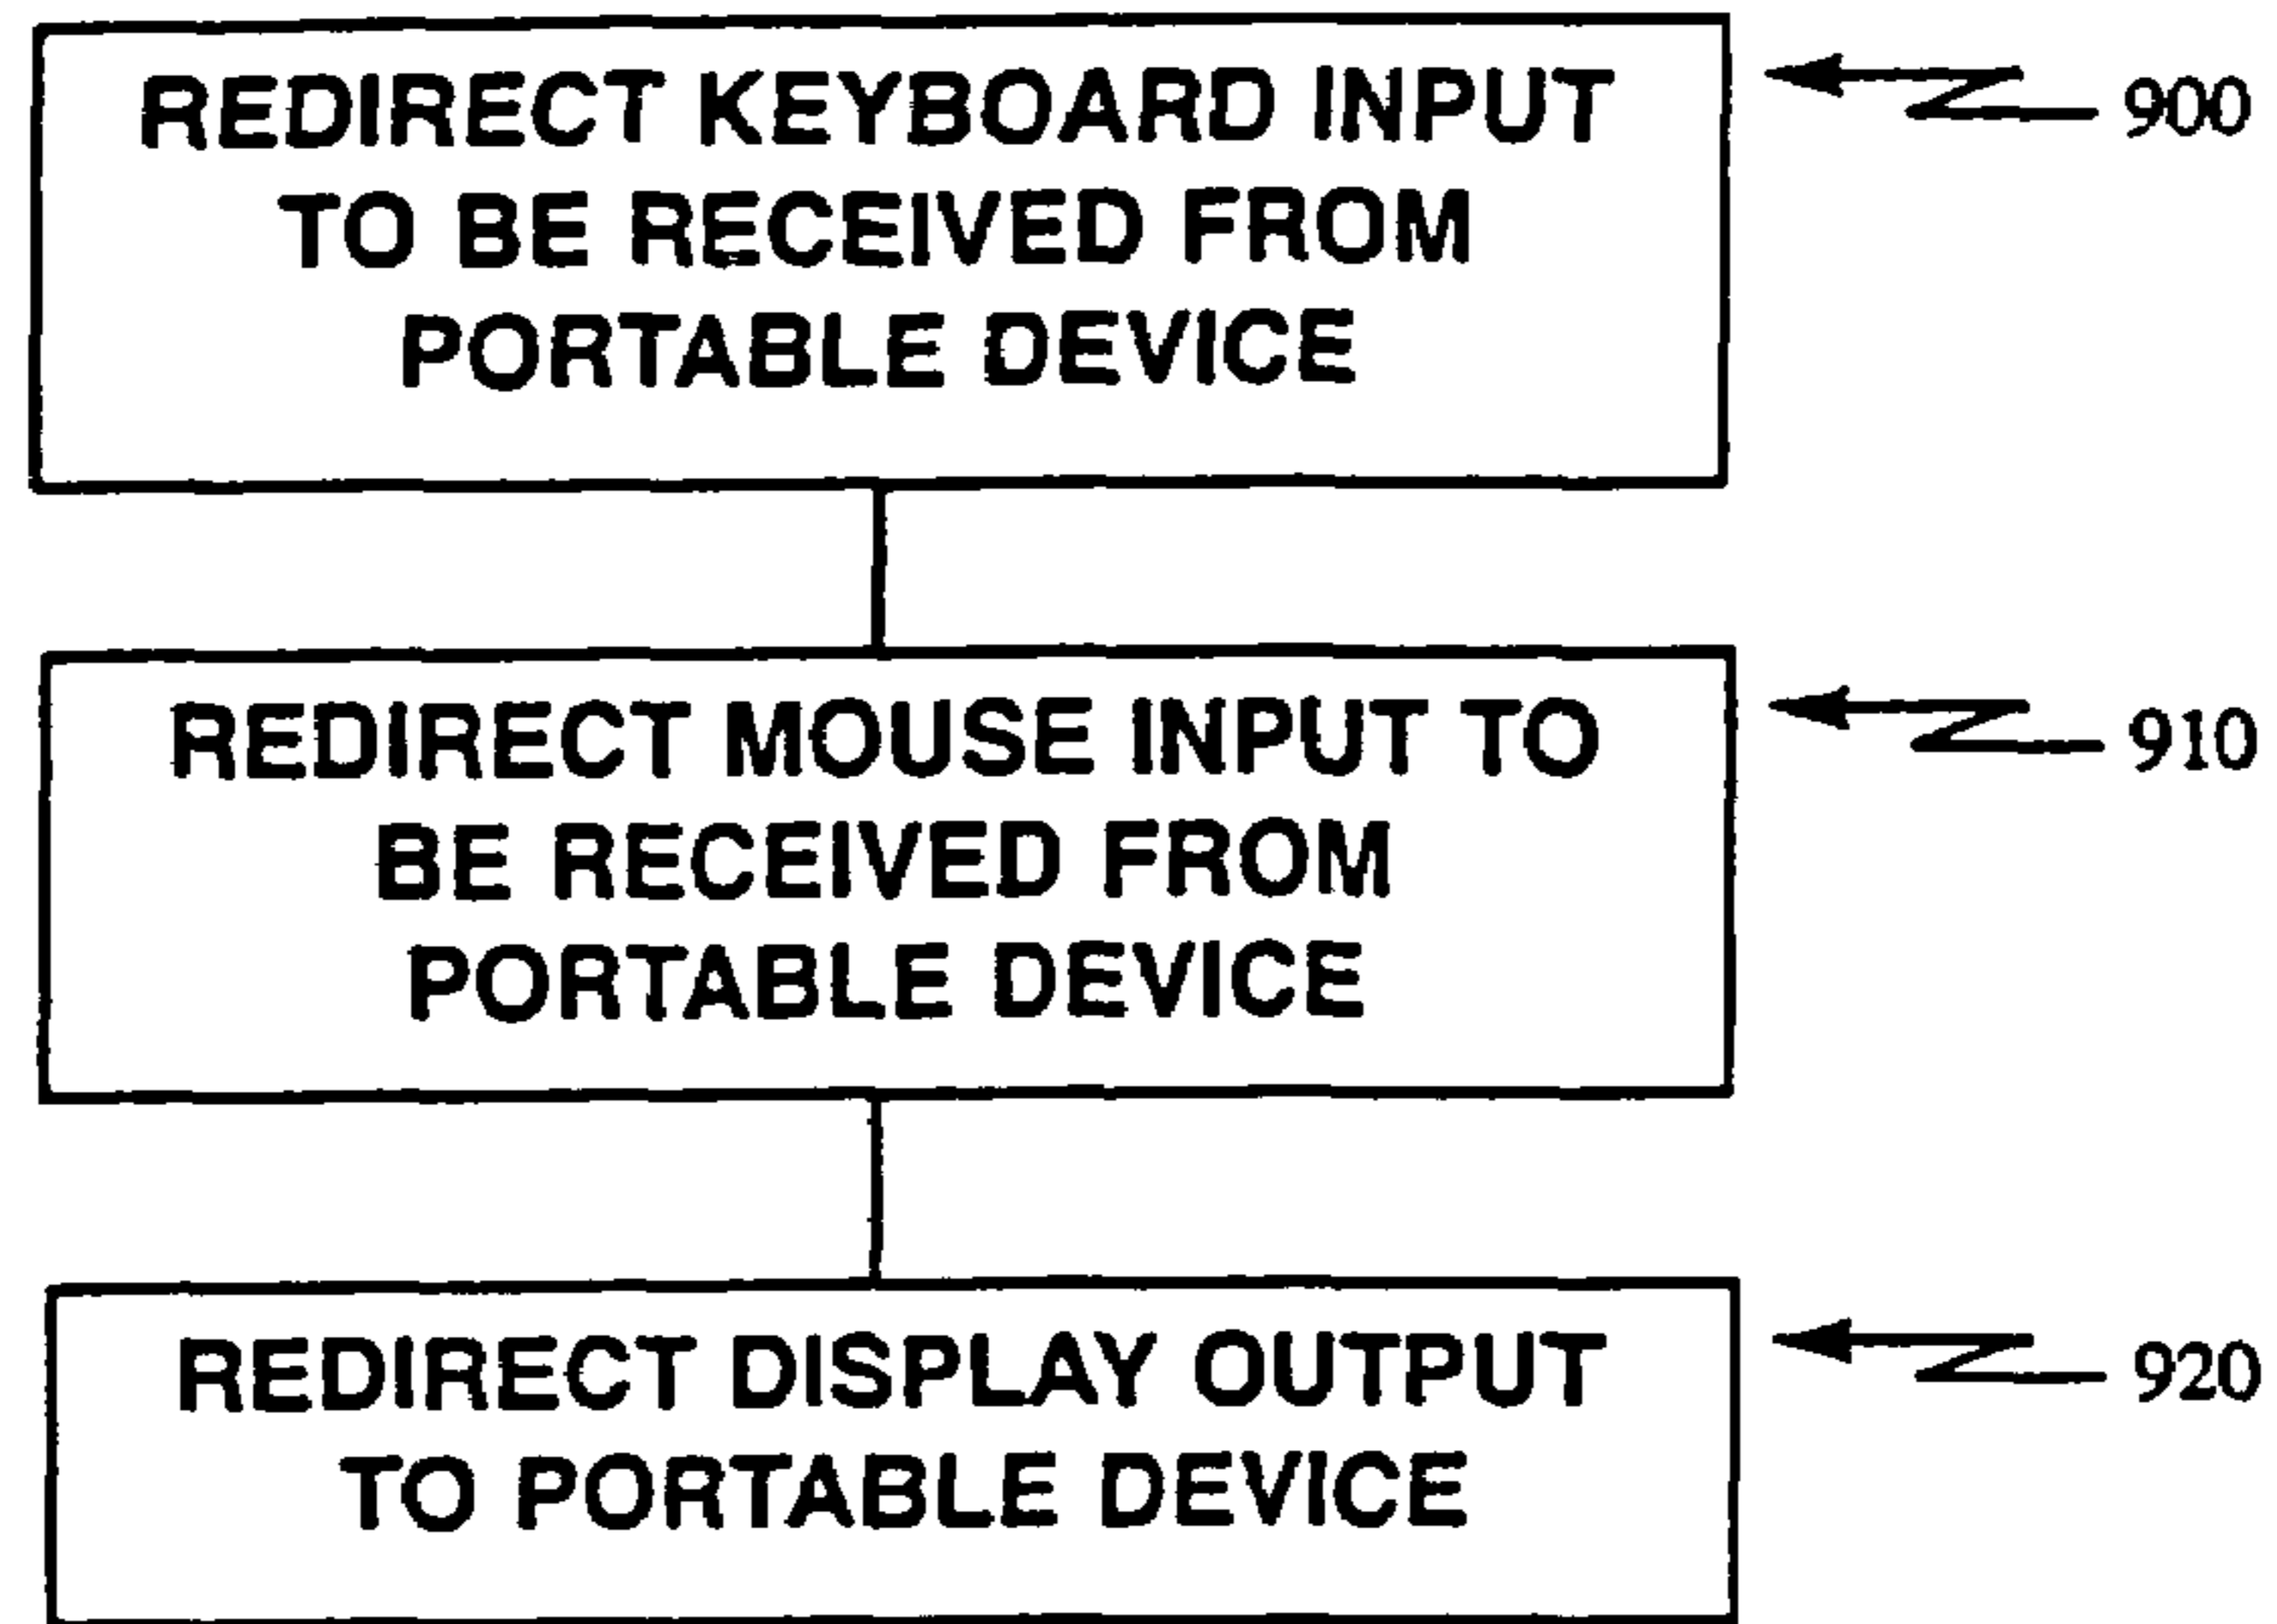 REDIRECT KEYBOARD INPUT
TO BE RECEIVED FROM
PORTABLE DEVICE
900
REDIRECT MOUSE INPUT TO
BE RECEIVED FROM
PORTABLE DEVICE
910
REDIRECT DISPLAY OUTPUT
TO PORTABLE DEVICE
920